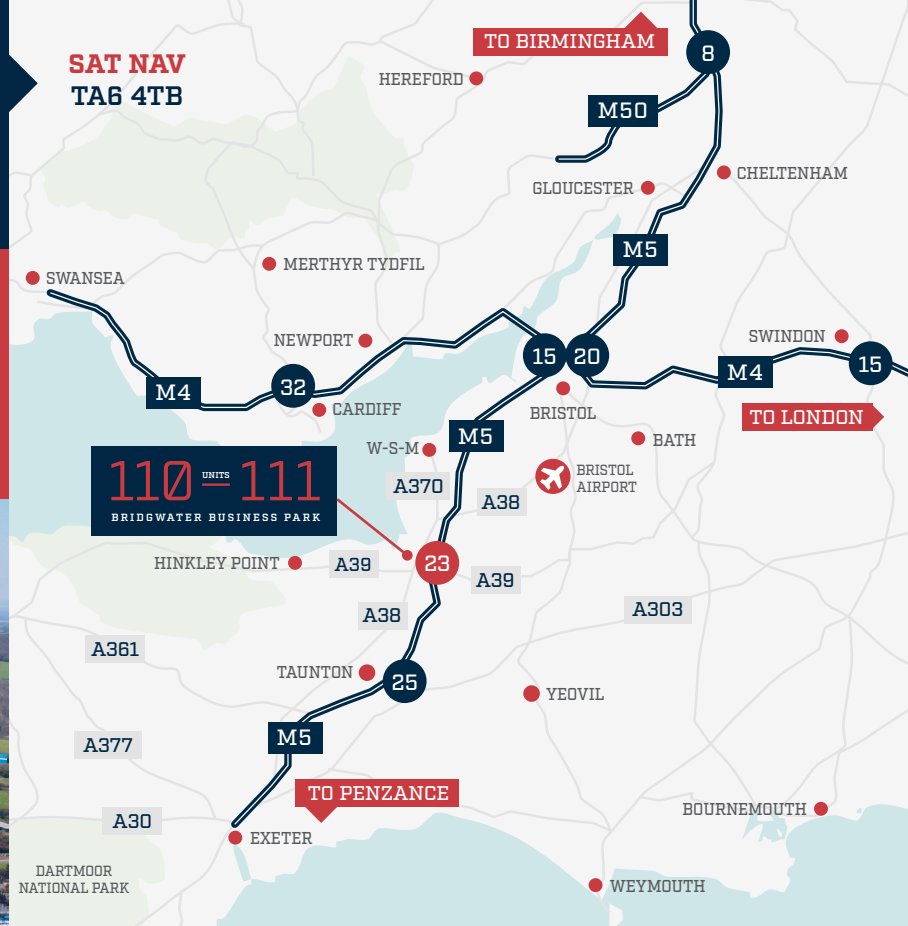 TO BIRMINGHAM
8
SAT NAV
TA6 4TB
HEREFORD
M50
CHELTENHAM
GLOUCESTER
M5
MERTHYR TYDFIL
SWANSEA
NEWPORT
SWINDON
15
20
15
M4
32
M4
CARDIFF
BRISTOL
TO LONDON
M5
BATH
W-S-M
BRISTOL
AIRPORT
A370
A38
110 UNITS 111
BRIDGWATER BUSINESS PARK
HINKLEY POINT
A39
23
A39
A38
A303
A361
TAUNTON
25
YEOVIL
M5
A377
TO PENZANCE
BOURNEMOUTH
A30
EXETER
DARTMOOR
NATIONAL PARK
WEYMOUTH